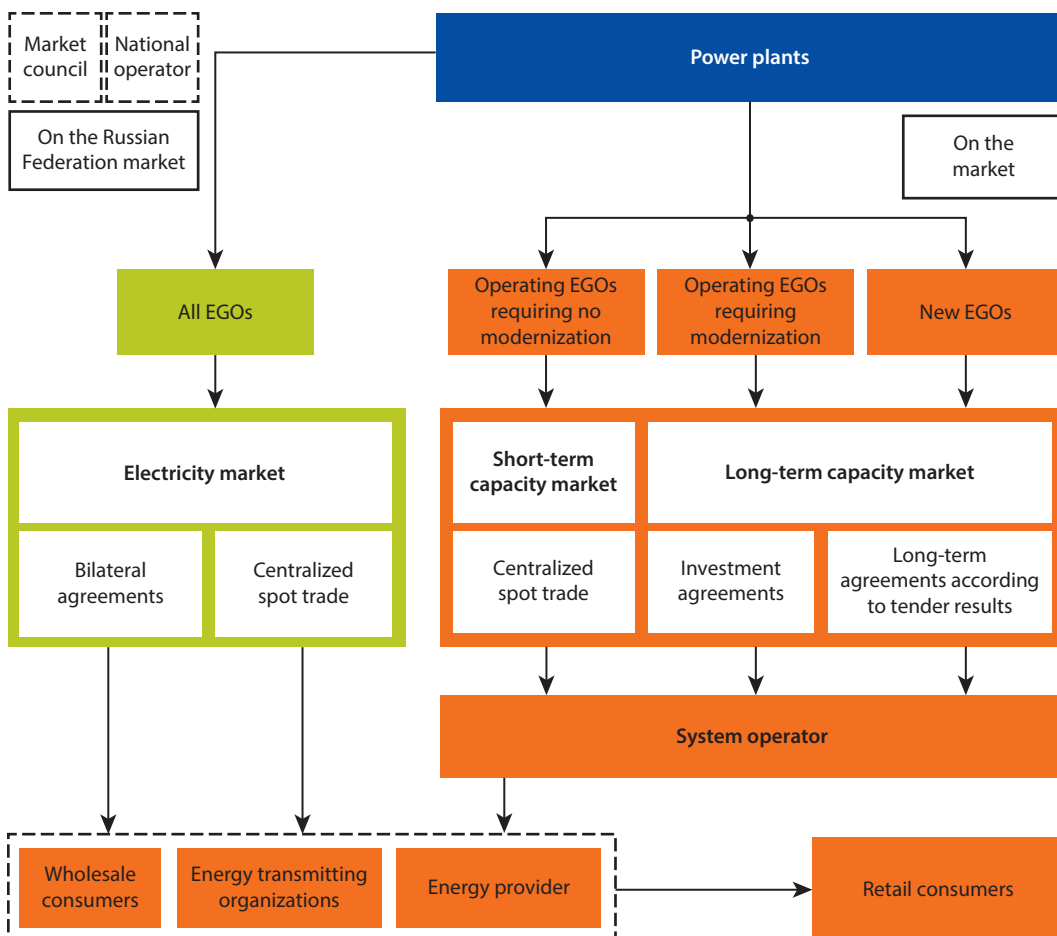 Market
council
National
operator
Power plants
On the Russian
Federation market
On the
market
All EGOs
Operating EGOs
requiring no
modernization
Operating EGOs
requiring
modernization
New EGOs
Electricity market
Short-term
capacity market
Long-term capacity market
Bilateral
agreements
Centralized
spot trade
Centralized
spot trade
Investment
agreements
Long-term
agreements according
to tender results
System operator
Wholesale
consumers
Energy transmitting
organizations
Energy provider
Retail consumers